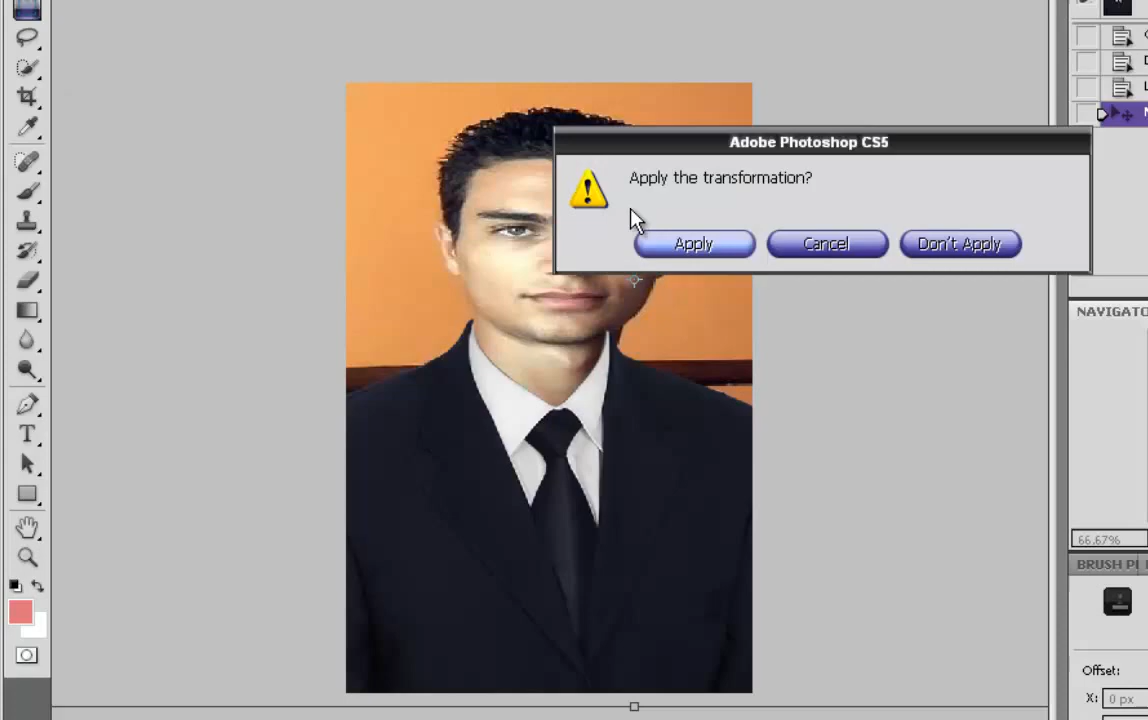 Adobe Photoshop CS5
Apply the transformation?
Apply
Cancel
Don't Apply
NAVIGATO
66.67%
BRUSH P
Offset:
X: 0 px
T